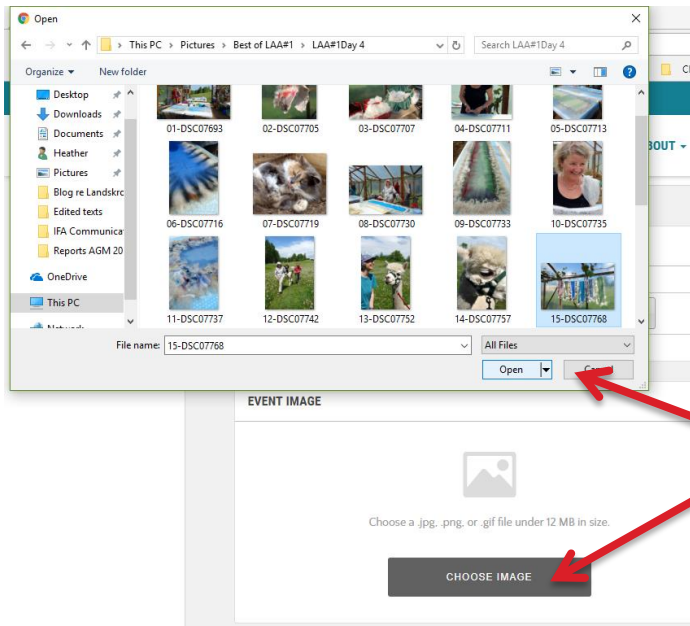 Open
This PC > Pictures > Best of LAA#1 > LAA#1Day 4
Search LAA#1Day 4
Organize
New folder
Desktop
Downloads
Documents
Heather
Pictures
Blog re Landskrc
Edited texts
IFA Communica
Reports AGM 20
OneDrive
This PC
01-DSC07693 02-DSC07705 03-DSC07707 04-DSC07711 05-DSC07713
06-DSC07716 07-DSC07719 08-DSC07730 09-DSC07733 10-DSC07735
11-DSC07737 12-DSC07742 13-DSC07752 14-DSC07757 15-DSC07768
File name: 15-DSC07768
All Files
Open
BOUT
EVENT IMAGE
Choose a .jpg, .png, or .gif file under 12 MB in size.
CHOOSE IMAGE